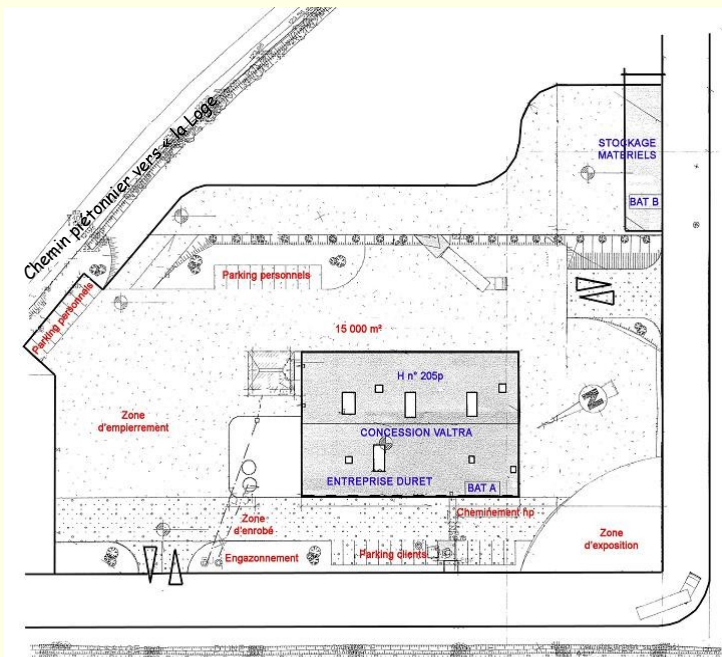 Chemin piétonnier vers « la Loge
STOCKAGE
MATERIELS
BAT B
Parking personnels
Parking personnels
15 000 m²
H n° 205p
Zone
d'empierrement
CONCESSION VALTRA
ENTREPRISE DURET
BAT A
Zone
d'enrobé
Cheminement hp
Zone
d'exposition
Engazonnement
Parking clients
N